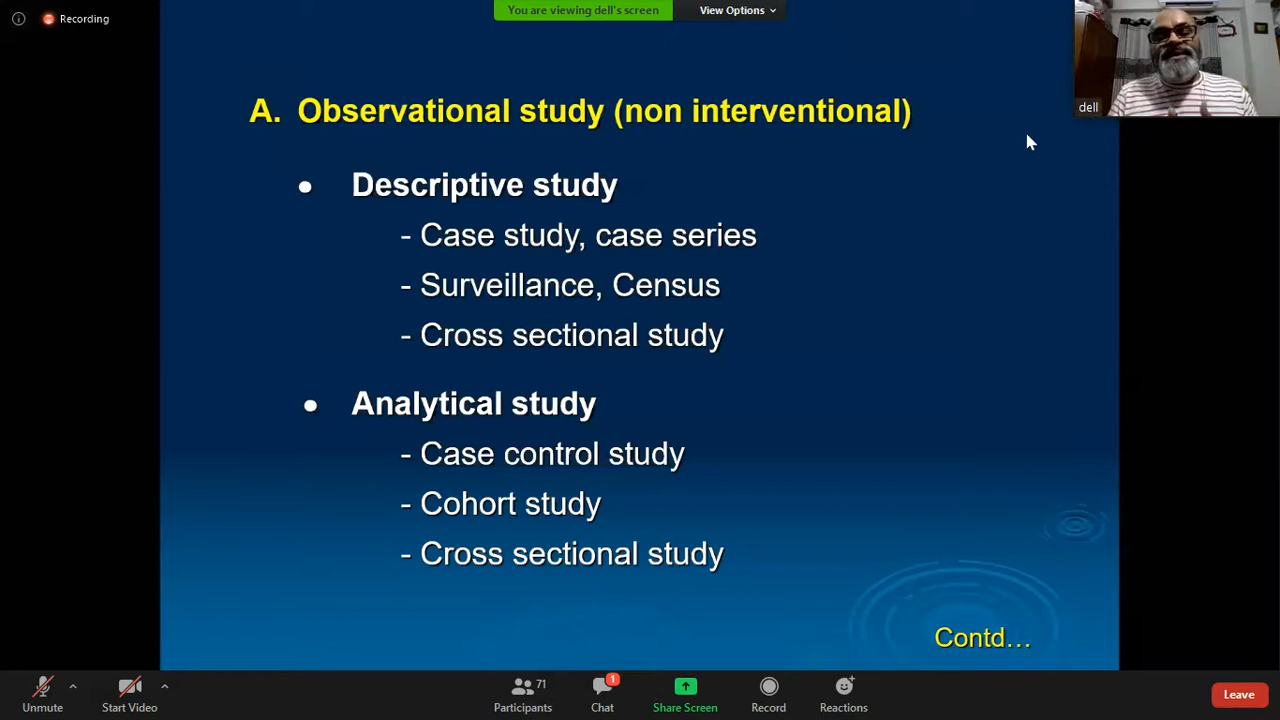 Recording
You are viewing dell's screen
View Options
dell
A. Observational study (non interventional)
• Descriptive study
- Case study, case series
- Surveillance, Census
- Cross sectional study
• Analytical study
- Case control study
- Cohort study
- Cross sectional study
Contd...
Unmute
Start Video
Participants 71
Chat 1
Share Screen
Record
Reactions
Leave